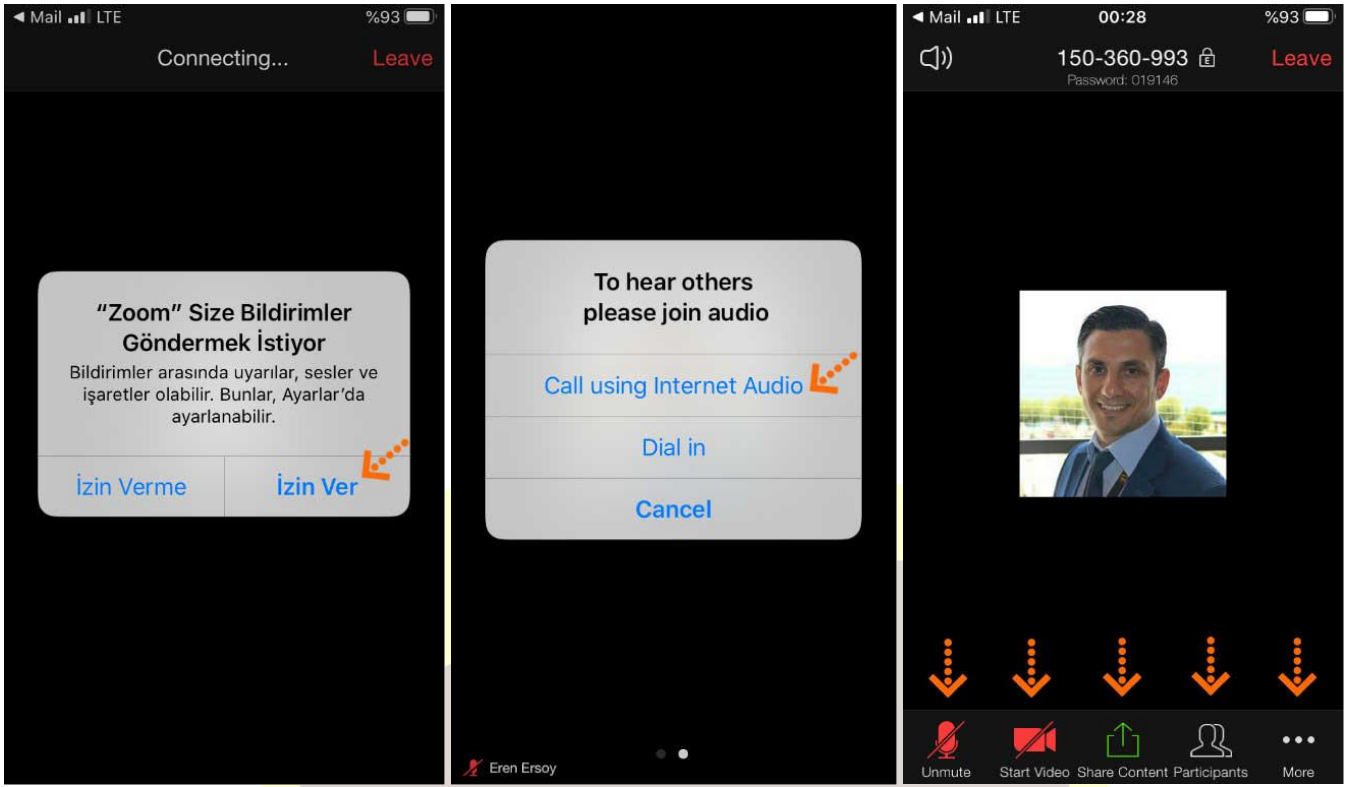 Mail LTE %93
Connecting... Leave
“Zoom” Size Bildirimler
Göndermek İstiyor
Bildirimler arasında uyarılar, sesler ve
işaretler olabilir. Bunlar, Ayarlar’da
ayarlanabilir.
İzin Verme İzin Ver
To hear others
please join audio
Call using Internet Audio
Dial in
Cancel
Eren Ersoy
Mail LTE 00:28 %93
150-360-993 E Leave
Password: 019146
Unmute Start Video Share Content Participants More